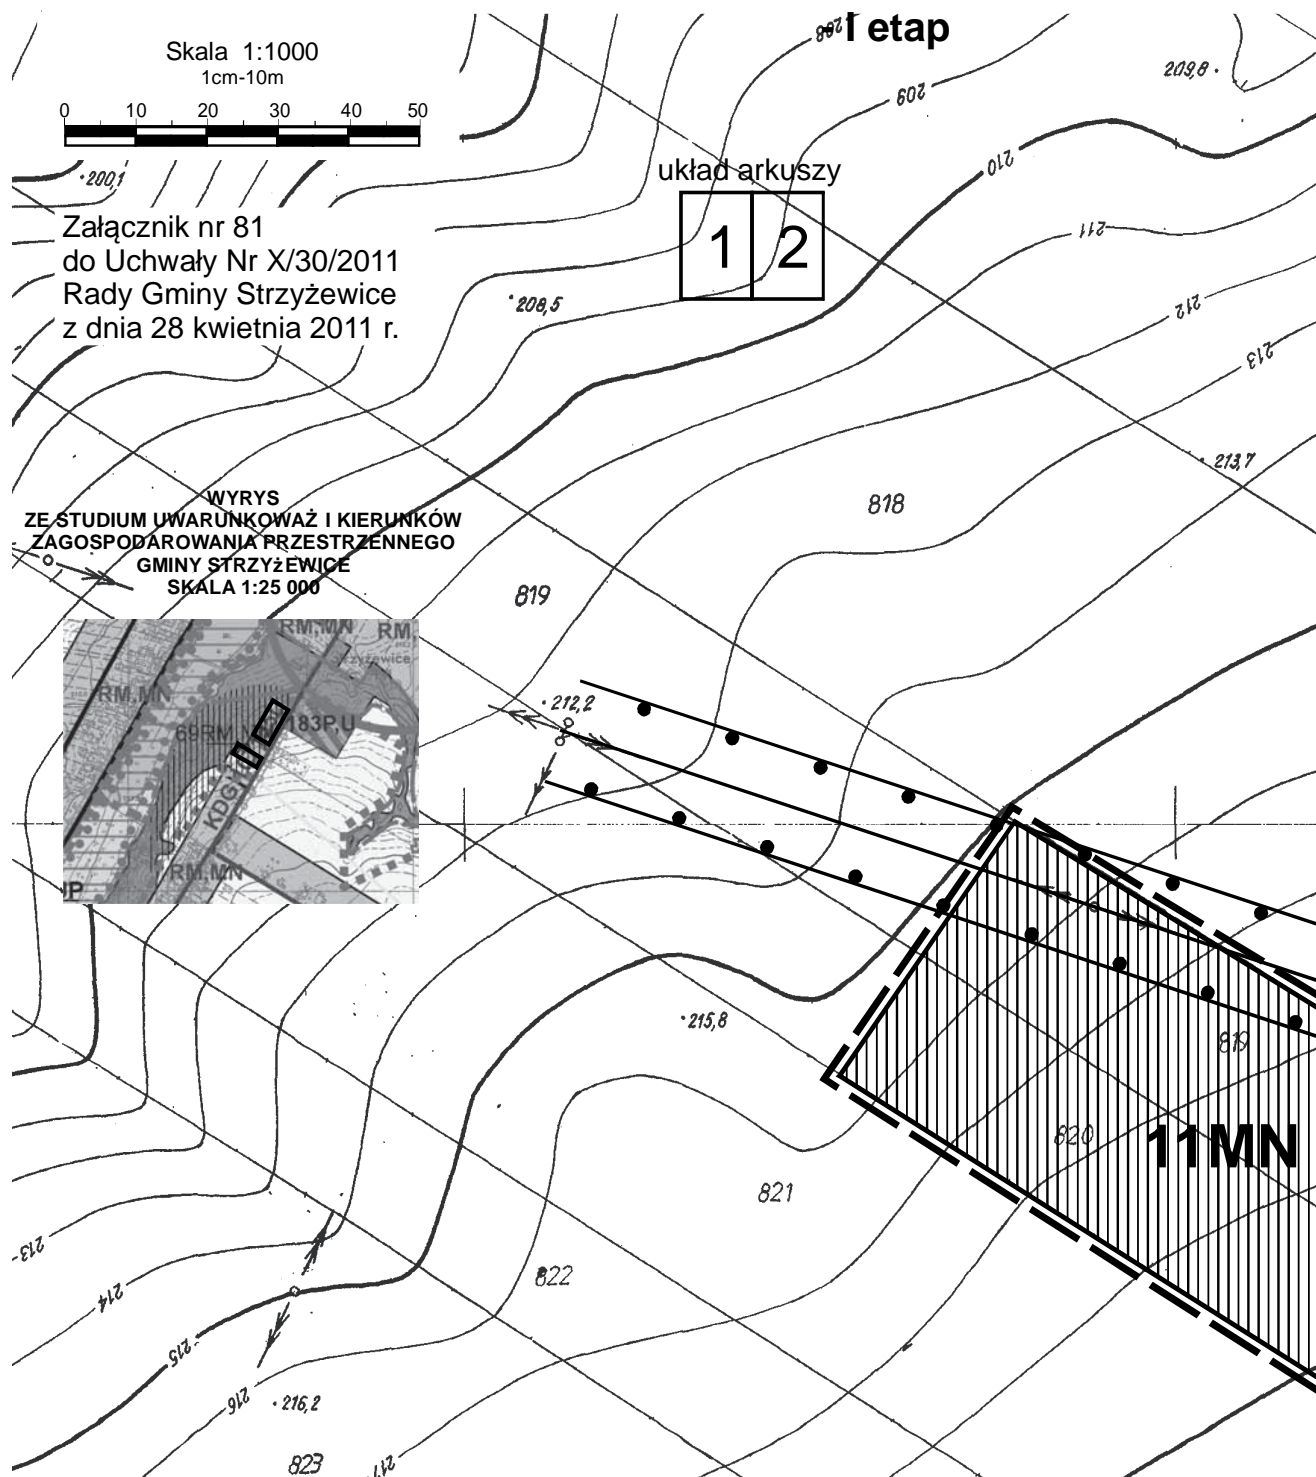 - I etap
Skala 1:1000
1cm-10m
0 10 20 30 40 50
208
209
209,8
210
200,1
układ arkuszy
1 2
211
Załącznik nr 81
do Uchwały Nr X/30/2011
Rady Gminy Strzyżewice
z dnia 28 kwietnia 2011 r.
208,5
212
213
213,7
818
WYRYS
ZE STUDIUM UWARUNKOWAŻ I KIERUNKÓW
ZAGOSPODAROWANIA PRZESTRZENNEGO
GMINY STRZYżEWICE
SKALA 1:25 000
819
RM,MN
RM,
RM,MN
212,2
69RM
183P,U
KDG
RM,MN
215,8
819
820
11MN
821
213
214
822
215
216
216,2
217
823